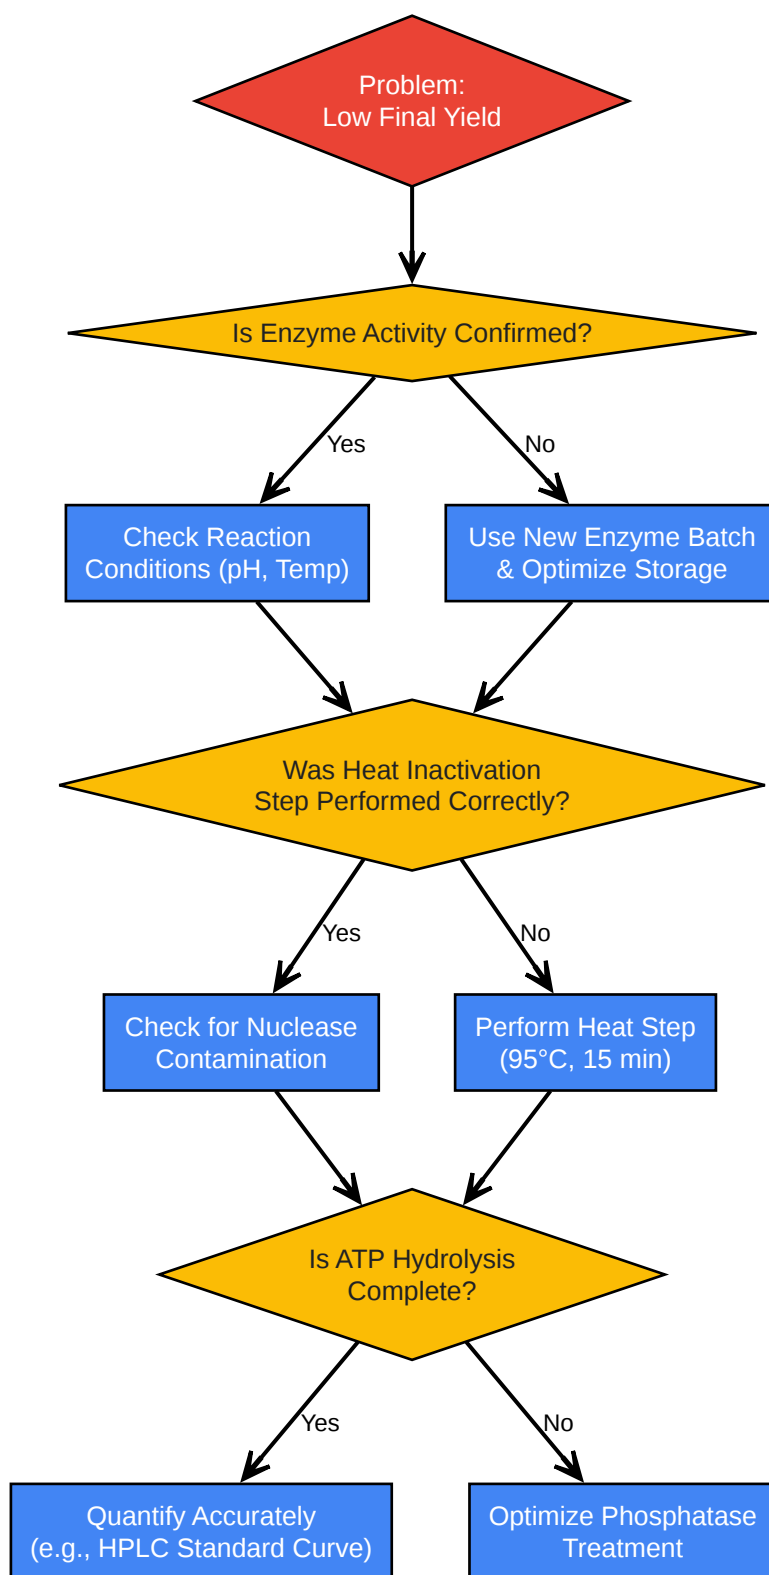 Problem:
Low Final Yield
Is Enzyme Activity Confirmed?
Yes
No
Check Reaction
Conditions (pH, Temp)
Use New Enzyme Batch
& Optimize Storage
Was Heat Inactivation
Step Performed Correctly?
Yes
No
Check for Nuclease
Contamination
Perform Heat Step
(95°C, 15 min)
Is ATP Hydrolysis
Complete?
Yes
No
Quantify Accurately
(e.g., HPLC Standard Curve)
Optimize Phosphatase
Treatment